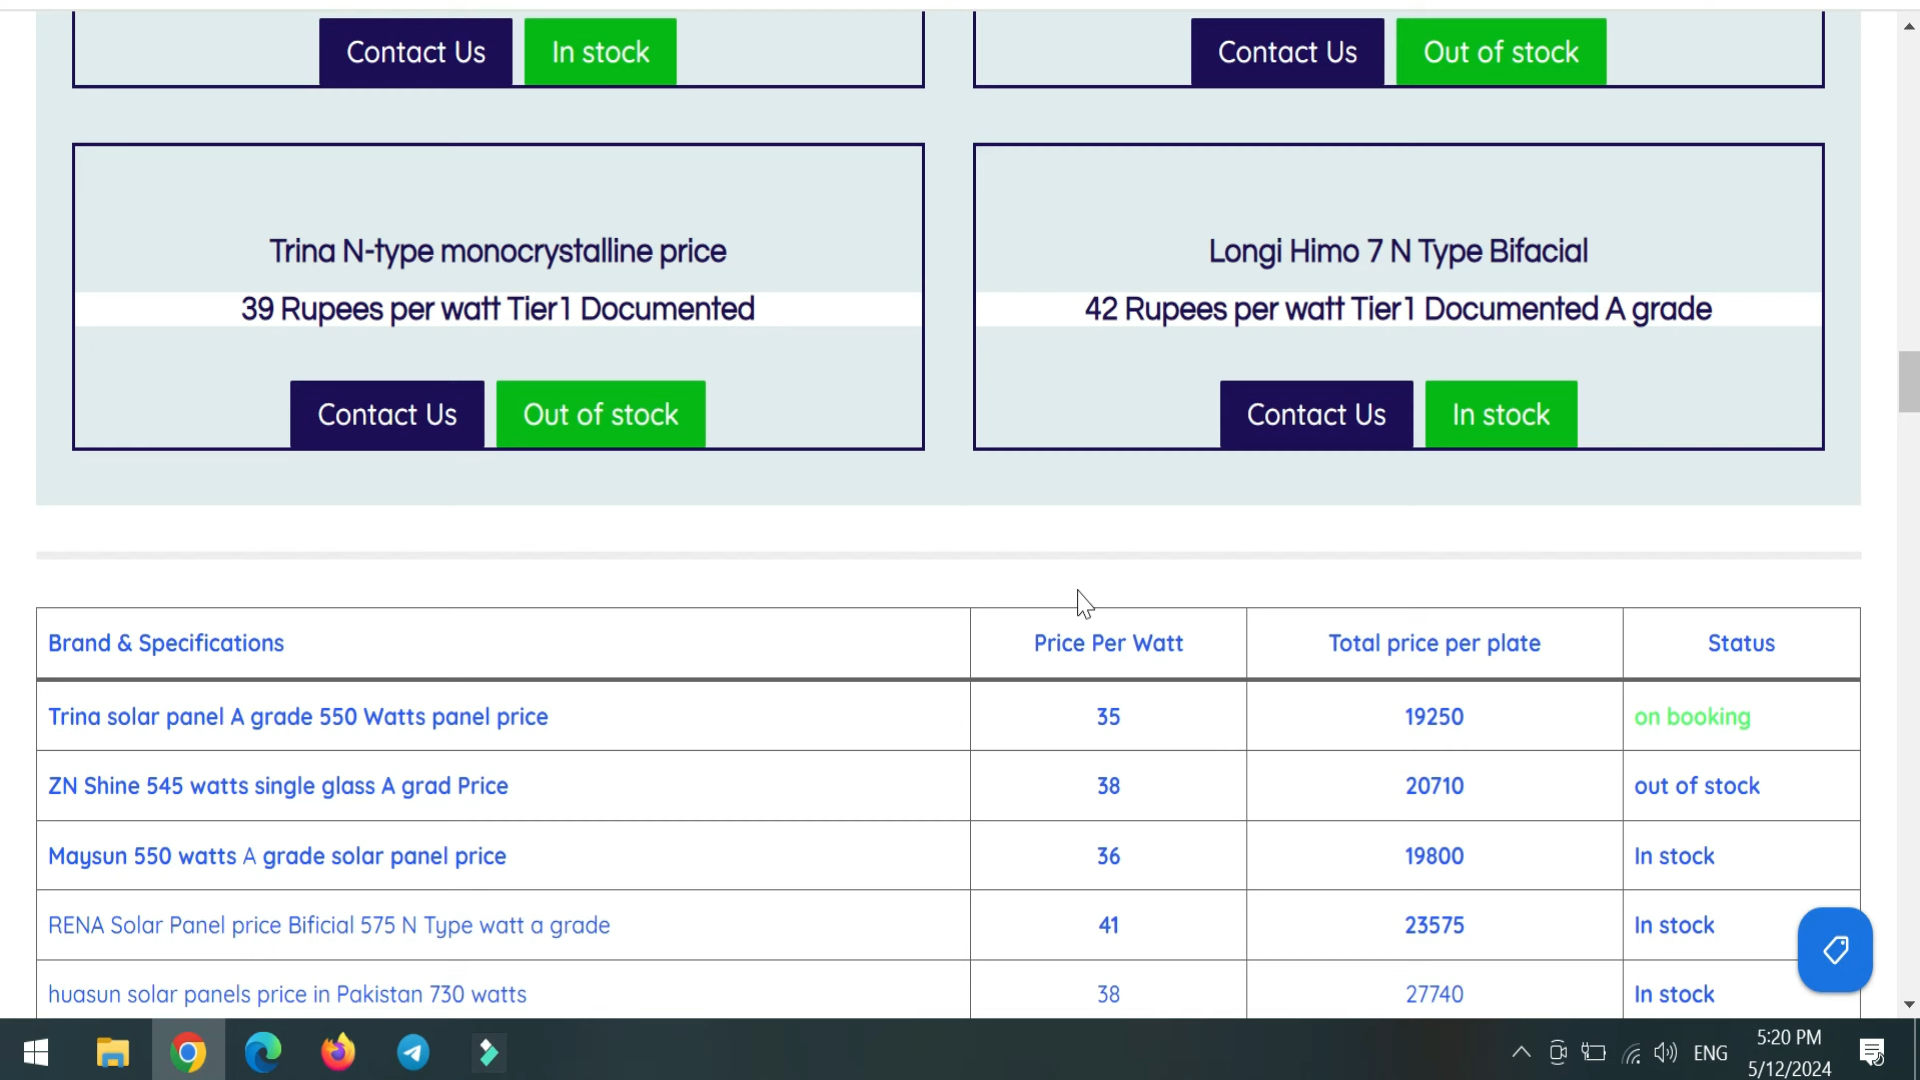 Contact Us In stock
Contact Us Out of stock
Trina N-type monocrystalline price
39 Rupees per watt Tier1 Documented
Contact Us Out of stock
Longi Himo 7 N Type Bifacial
42 Rupees per watt Tier1 Documented A grade
Contact Us In stock
Brand & Specifications Price Per Watt Total price per plate Status
Trina solar panel A grade 550 Watts panel price 35 19250 on booking
ZN Shine 545 watts single glass A grad Price 38 20710 out of stock
Maysun 550 watts A grade solar panel price 36 19800 In stock
RENA Solar Panel price Bificial 575 N Type watt a grade 41 23575 In stock
huasun solar panels price in Pakistan 730 watts 38 27740 In stock
ENG
5:20 PM
5/12/2024